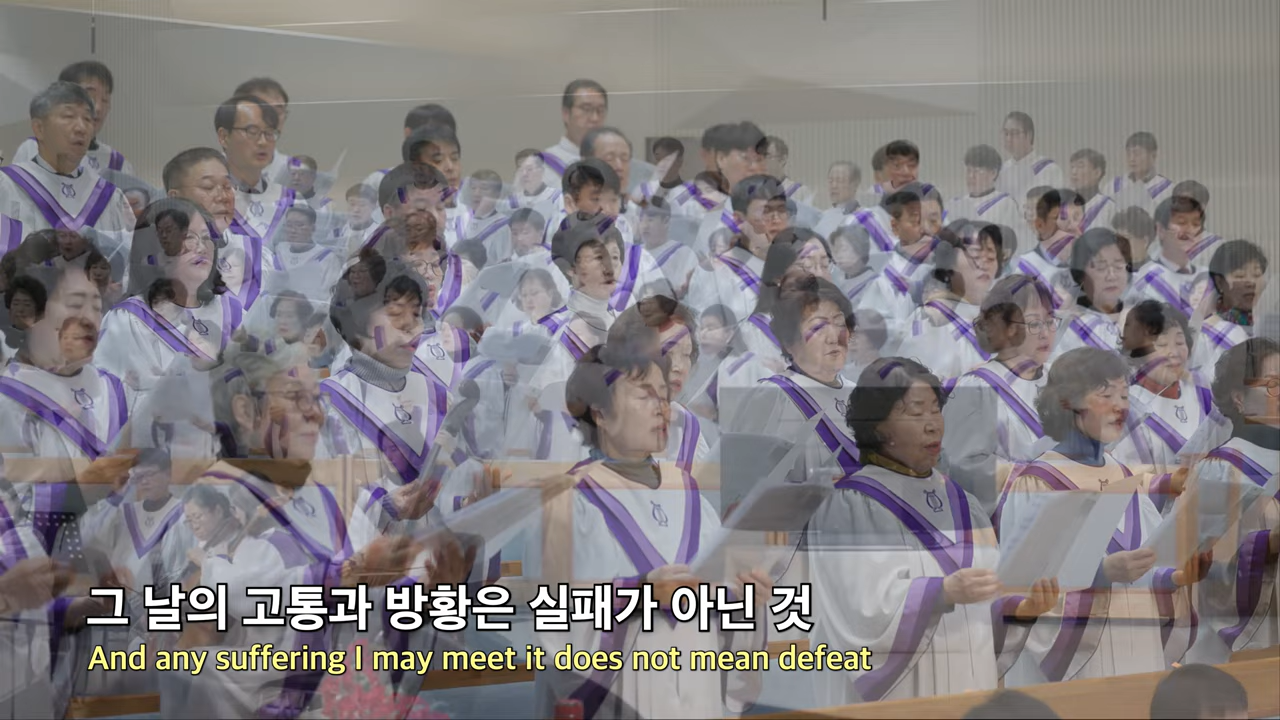 그 날의 고통과 방황은 실패가 아닌 것
And any suffering I may meet it does not mean defeat